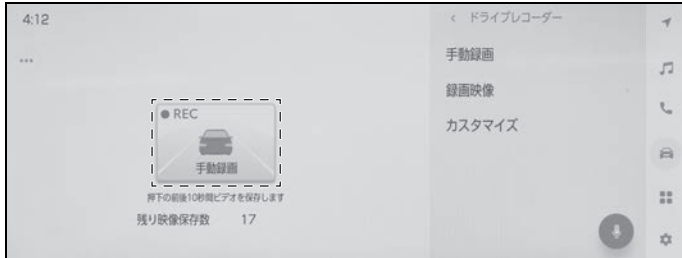 4:12
● REC
手動録画
押下の前後10秒間ビデオを保存します
残り映像保存数 17
< ドライブレコーダー
手動録画
録画映像
カスタマイズ